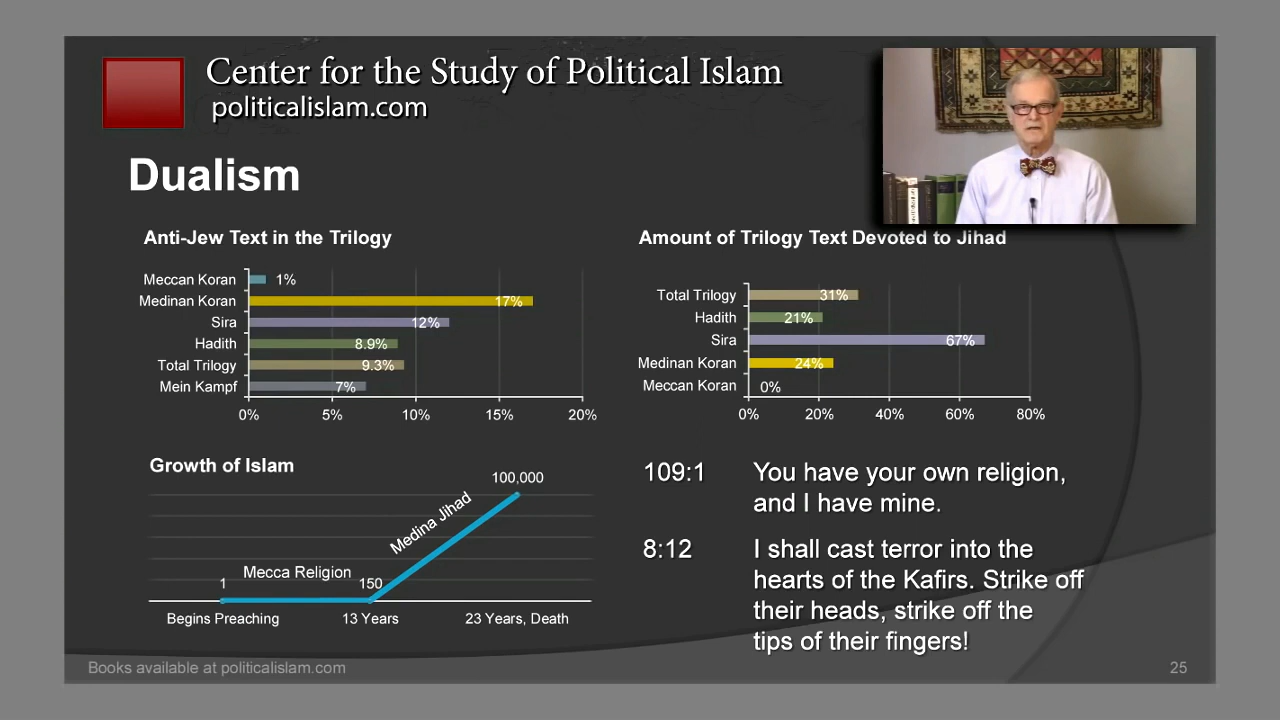 Center for the Study of Political Islam
politicalislam.com
Dualism
Anti-Jew Text in the Trilogy
Meccan Koran 1%
Medinan Koran 17%
Sira 12%
Hadith 8.9%
Total Trilogy 9.3%
Mein Kampf 7%
0% 5% 10% 15% 20%
Amount of Trilogy Text Devoted to Jihad
Total Trilogy 31%
Hadith 21%
Sira 67%
Medinan Koran 24%
Meccan Koran 0%
0% 20% 40% 60% 80%
Growth of Islam
100,000
Medina Jihad
Mecca Religion
1 150
Begins Preaching 13 Years 23 Years, Death
109:1 You have your own religion,
and I have mine.
8:12 I shall cast terror into the
hearts of the Kafirs. Strike off
their heads, strike off the
tips of their fingers!
Books available at politicalislam.com
25